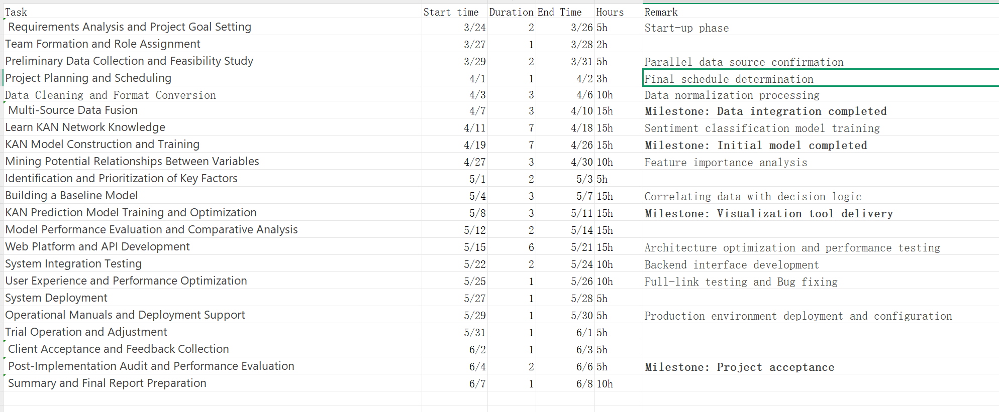 Task Start time Duration End Time Hours Remark
Requirements Analysis and Project Goal Setting 3/24 2 3/26 5h Start-up phase
Team Formation and Role Assignment 3/27 1 3/28 2h
Preliminary Data Collection and Feasibility Study 3/29 2 3/31 5h Parallel data source confirmation
Project Planning and Scheduling 4/1 1 4/2 3h Final schedule determination
Data Cleaning and Format Conversion 4/3 3 4/6 10h Data normalization processing
Multi-Source Data Fusion 4/7 3 4/10 15h Milestone: Data integration completed
Learn KAN Network Knowledge 4/11 7 4/18 15h Sentiment classification model training
KAN Model Construction and Training 4/19 7 4/26 15h Milestone: Initial model completed
Mining Potential Relationships Between Variables 4/27 3 4/30 10h Feature importance analysis
Identification and Prioritization of Key Factors 5/1 2 5/3 5h
Building a Baseline Model 5/4 3 5/7 15h Correlating data with decision logic
KAN Prediction Model Training and Optimization 5/8 3 5/11 15h Milestone: Visualization tool delivery
Model Performance Evaluation and Comparative Analysis 5/12 2 5/14 15h
Web Platform and API Development 5/15 6 5/21 15h Architecture optimization and performance testing
System Integration Testing 5/22 2 5/24 10h Backend interface development
User Experience and Performance Optimization 5/25 1 5/26 10h Full-link testing and Bug fixing
System Deployment 5/27 1 5/28 5h
Operational Manuals and Deployment Support 5/29 1 5/30 5h Production environment deployment and configuration
Trial Operation and Adjustment 5/31 1 6/1 5h
Client Acceptance and Feedback Collection 6/2 1 6/3 5h
Post-Implementation Audit and Performance Evaluation 6/4 2 6/6 5h Milestone: Project acceptance
Summary and Final Report Preparation 6/7 1 6/8 10h